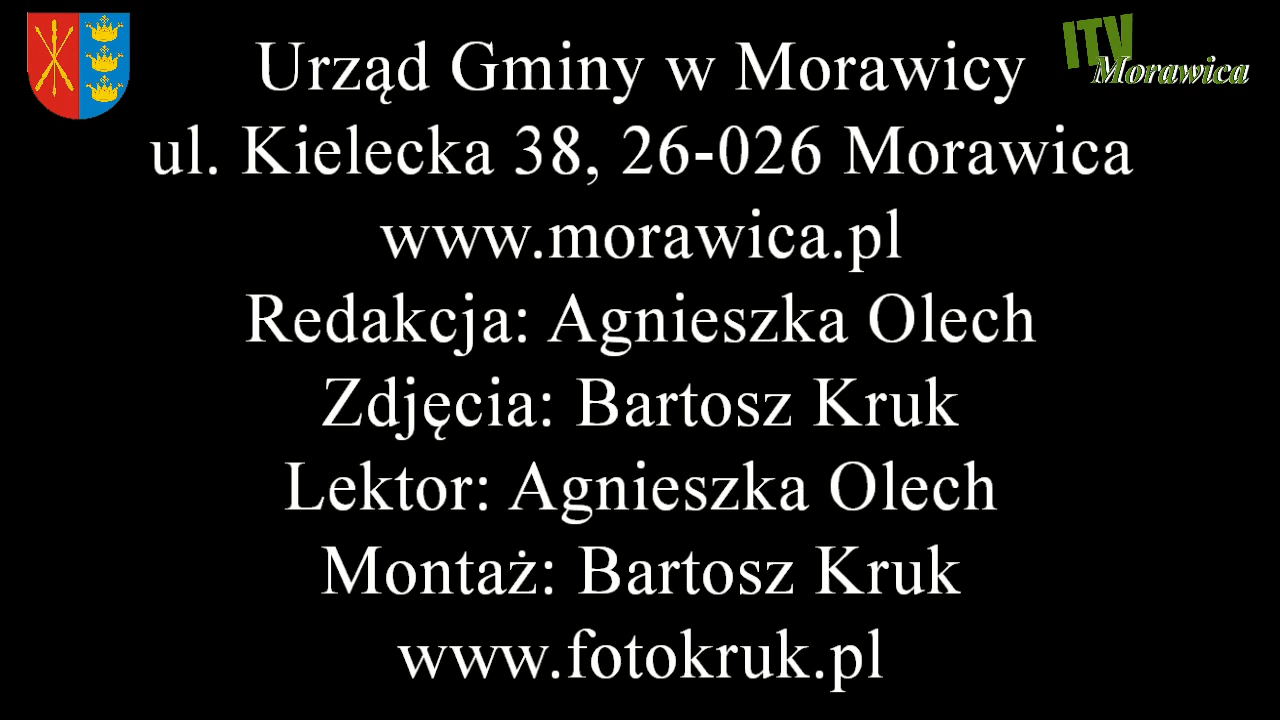 ITV
Morawica
Urząd Gminy w Morawicy
ul. Kielecka 38, 26-026 Morawica
www.morawica.pl
Redakcja: Agnieszka Olech
Zdjęcia: Bartosz Kruk
Lektor: Agnieszka Olech
Montaż: Bartosz Kruk
www.fotokruk.pl